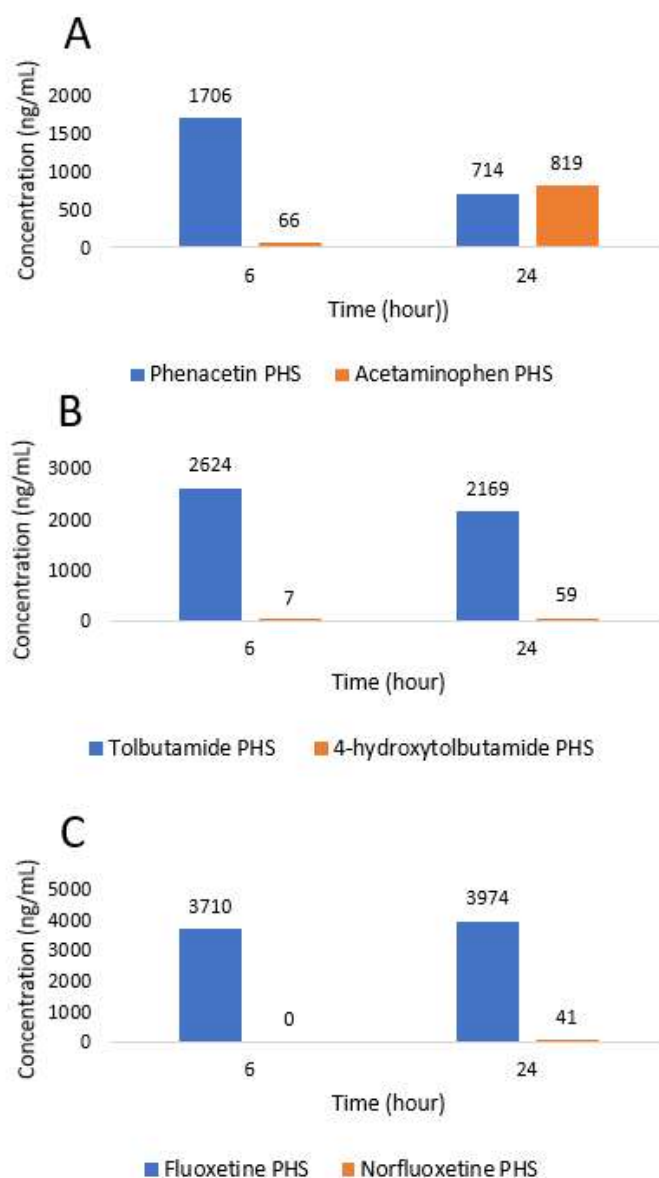 A
Concentration (ng/mL)
2000
1500
1000
500
0
1706
66
714
819
6
24
Time (hour))
Phenacetin PHS
Acetaminophen PHS
B
Concentration (ng/mL)
3000
2000
1000
0
2624
7
2169
59
6
24
Time (hour)
Tolbutamide PHS
4-hydroxytolbutamide PHS
C
Concentration (ng/mL)
5000
4000
3000
2000
1000
0
3710
0
3974
41
6
24
Time (hour)
Fluoxetine PHS
Norfluoxetine PHS